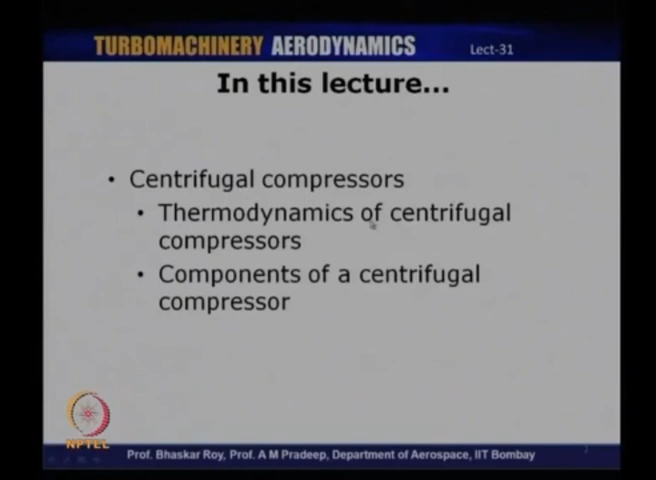 TURBOMACHINERY AERODYNAMICS Lect-31
In this lecture...
• Centrifugal compressors
• Thermodynamics of centrifugal
compressors
• Components of a centrifugal
compressor
NPTEL
Prof. Bhaskar Roy, Prof. A M Pradeep, Department of Aerospace, IIT Bombay